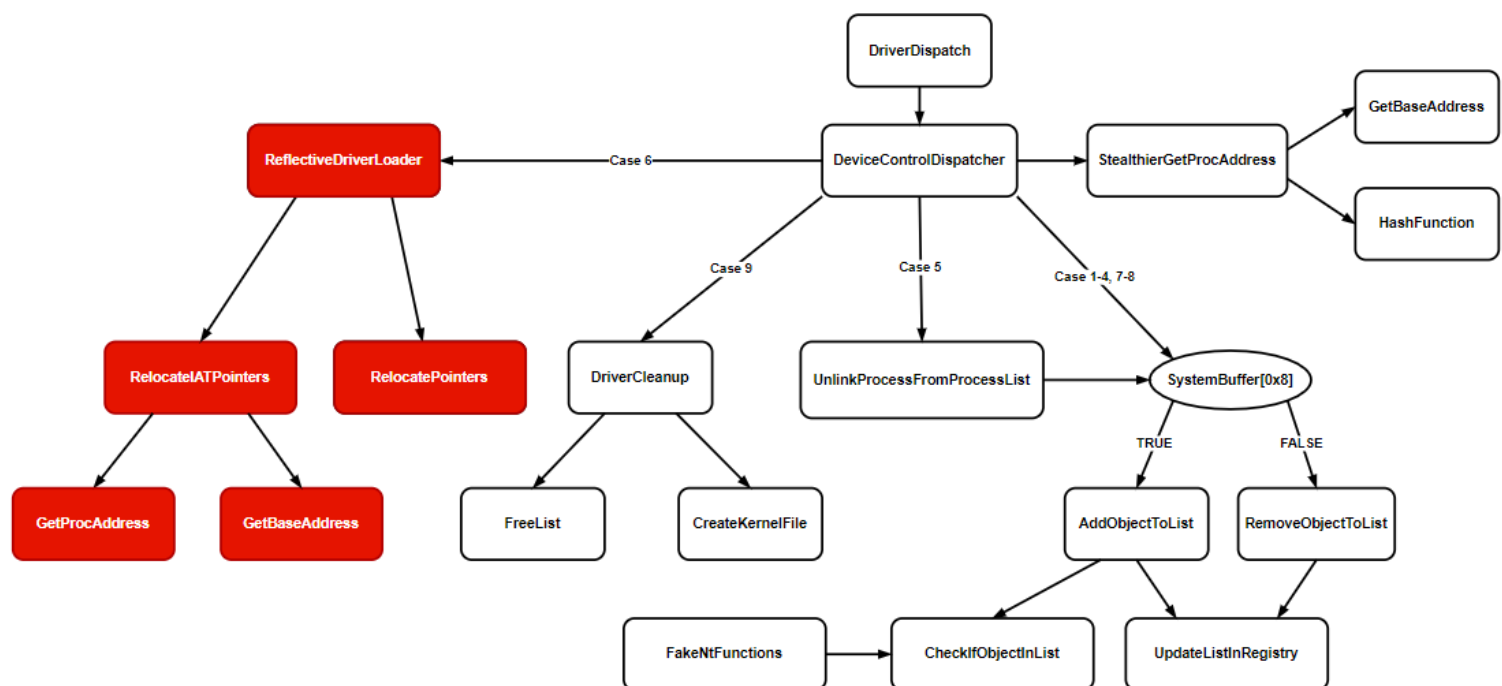 DriverDispatch
GetBaseAddress
ReflectiveDriverLoader
Case 6
DeviceControlDispatcher
StealthierGetProcAddress
HashFunction
Case 9
Case 5
Case 1-4, 7-8
RelocateIATPointers
RelocatePointers
DriverCleanup
UnlinkProcessFromProcessList
SystemBuffer[0x8]
TRUE
FALSE
GetProcAddress
GetBaseAddress
FreeList
CreateKernelFile
AddObjectToList
RemoveObjectToList
FakeNtFunctions
CheckIfObjectInList
UpdateListInRegistry